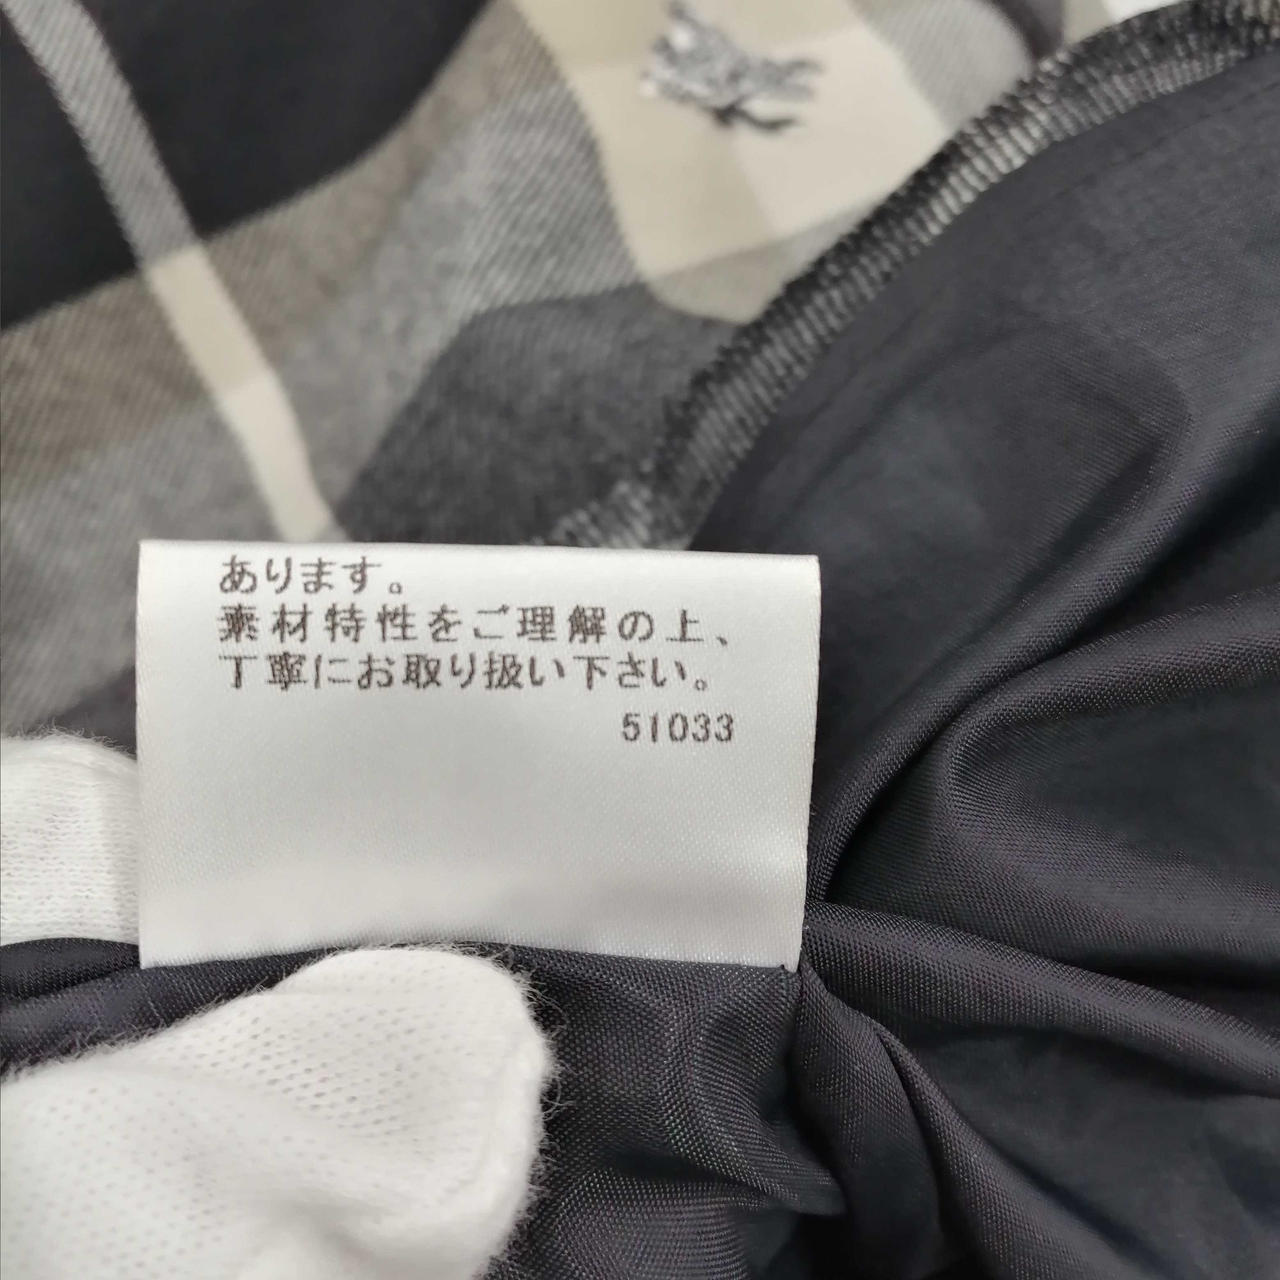 あります。
素材特性をご理解の上、
丁寧にお取り扱い下さい。
51033